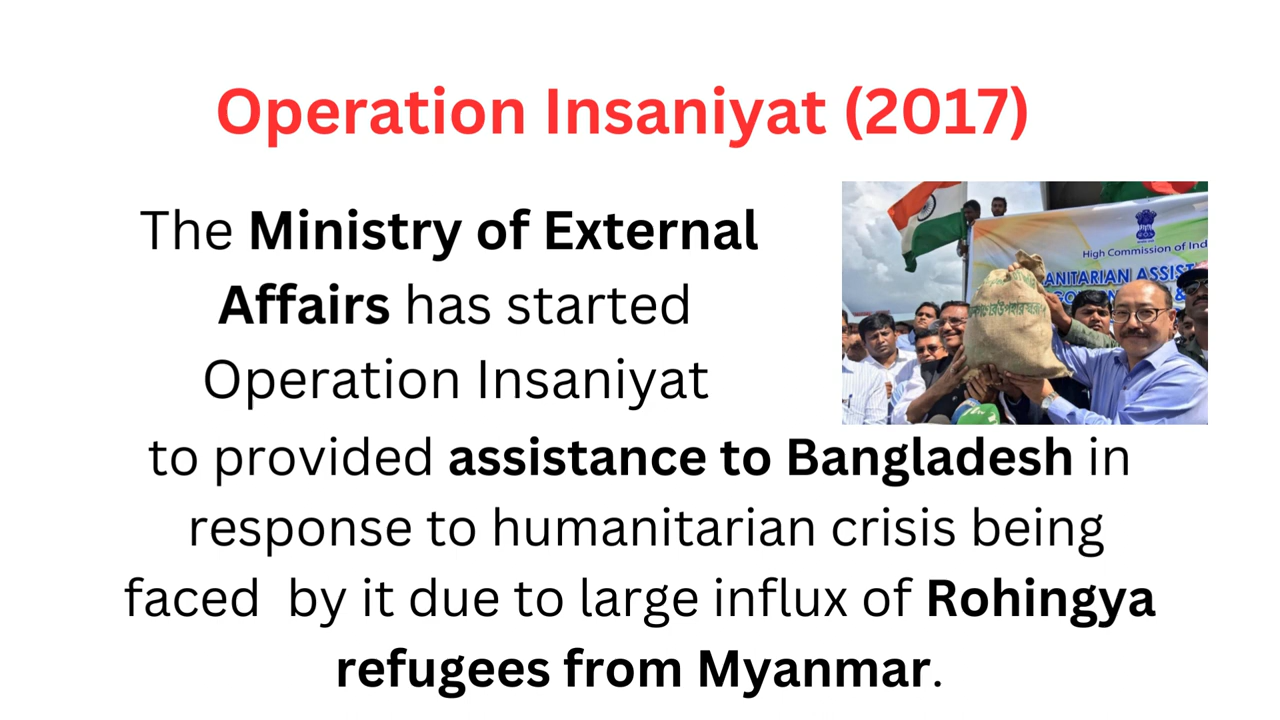 Operation Insaniyat (2017)
The Ministry of External
Affairs has started
Operation Insaniyat
to provided assistance to Bangladesh in
response to humanitarian crisis being
faced by it due to large influx of Rohingya
refugees from Myanmar.
High Commission of Ind
ANITARIAN ASSIS